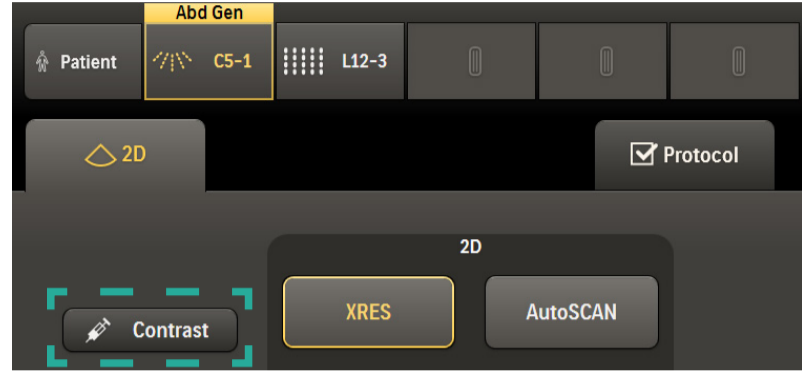 Abd Gen
Patient C5-1 L12-3
2D Protocol
2D
XRES AutoSCAN
Contrast